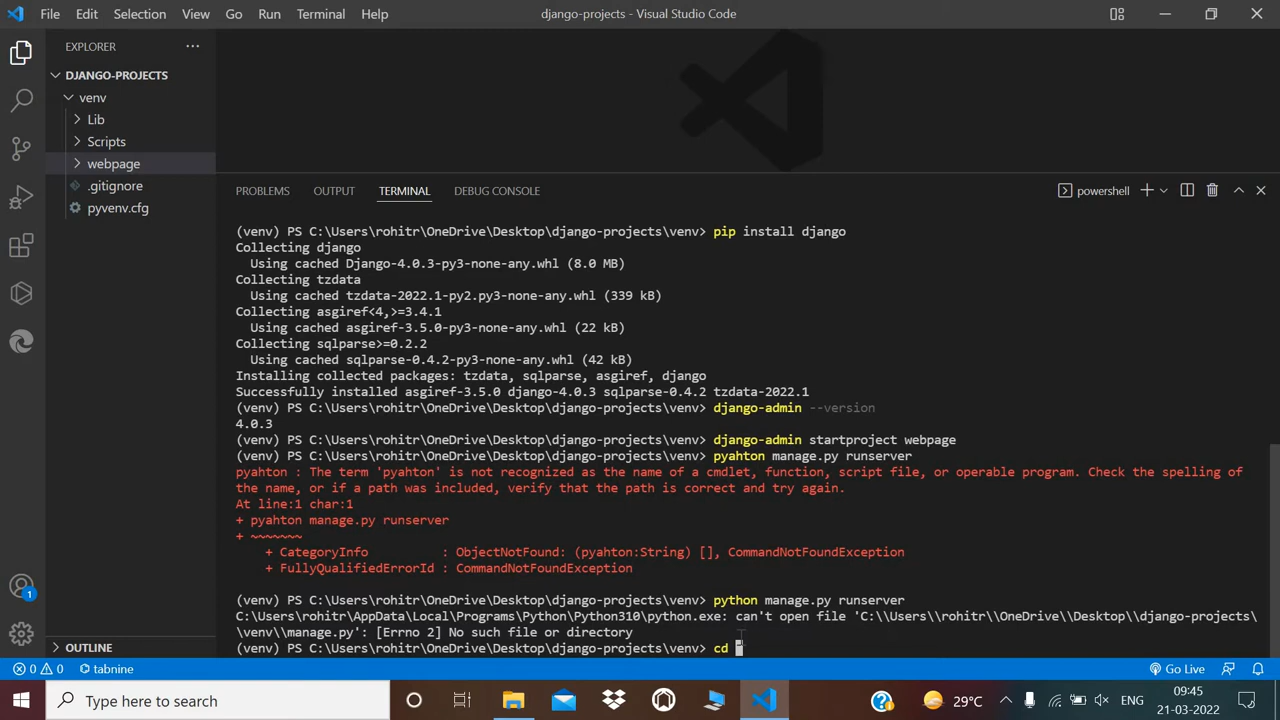 File Edit Selection View Go Run Terminal Help
django-projects - Visual Studio Code
EXPLORER
DJANGO-PROJECTS
venv
Lib
Scripts
webpage
.gitignore
pyvenv.cfg
OUTLINE
PROBLEMS OUTPUT TERMINAL DEBUG CONSOLE
powershell
(venv) PS C:\Users\rohitr\OneDrive\Desktop\django-projects\venv> pip install django
Collecting django
Using cached Django-4.0.3-py3-none-any.whl (8.0 MB)
Collecting tzdata
Using cached tzdata-2022.1-py2.py3-none-any.whl (339 kB)
Collecting asgiref<4,>=3.4.1
Using cached asgiref-3.5.0-py3-none-any.whl (22 kB)
Collecting sqlparse>=0.2.2
Using cached sqlparse-0.4.2-py3-none-any.whl (42 kB)
Installing collected packages: tzdata, sqlparse, asgiref, django
Successfully installed asgiref-3.5.0 django-4.0.3 sqlparse-0.4.2 tzdata-2022.1
(venv) PS C:\Users\rohitr\OneDrive\Desktop\django-projects\venv> django-admin --version
4.0.3
(venv) PS C:\Users\rohitr\OneDrive\Desktop\django-projects\venv> django-admin startproject webpage
(venv) PS C:\Users\rohitr\OneDrive\Desktop\django-projects\venv> pyahton manage.py runserver
pyahton : The term 'pyahton' is not recognized as the name of a cmdlet, function, script file, or operable program. Check the spelling of
the name, or if a path was included, verify that the path is correct and try again.
At line:1 char:1
+ pyahton manage.py runserver
+ ~~~~~~~
+ CategoryInfo : ObjectNotFound: (pyahton:String) [], CommandNotFoundException
+ FullyQualifiedErrorId : CommandNotFoundException
(venv) PS C:\Users\rohitr\OneDrive\Desktop\django-projects\venv> python manage.py runserver
C:\Users\rohitr\AppData\Local\Programs\Python\Python310\python.exe: can't open file 'C:\\Users\\rohitr\\OneDrive\\Desktop\\django-projects\
\venv\\manage.py': [Errno 2] No such file or directory
(venv) PS C:\Users\rohitr\OneDrive\Desktop\django-projects\venv> cd
1
0 0 tabnine
Go Live
Type here to search
29°C
ENG
09:45
21-03-2022